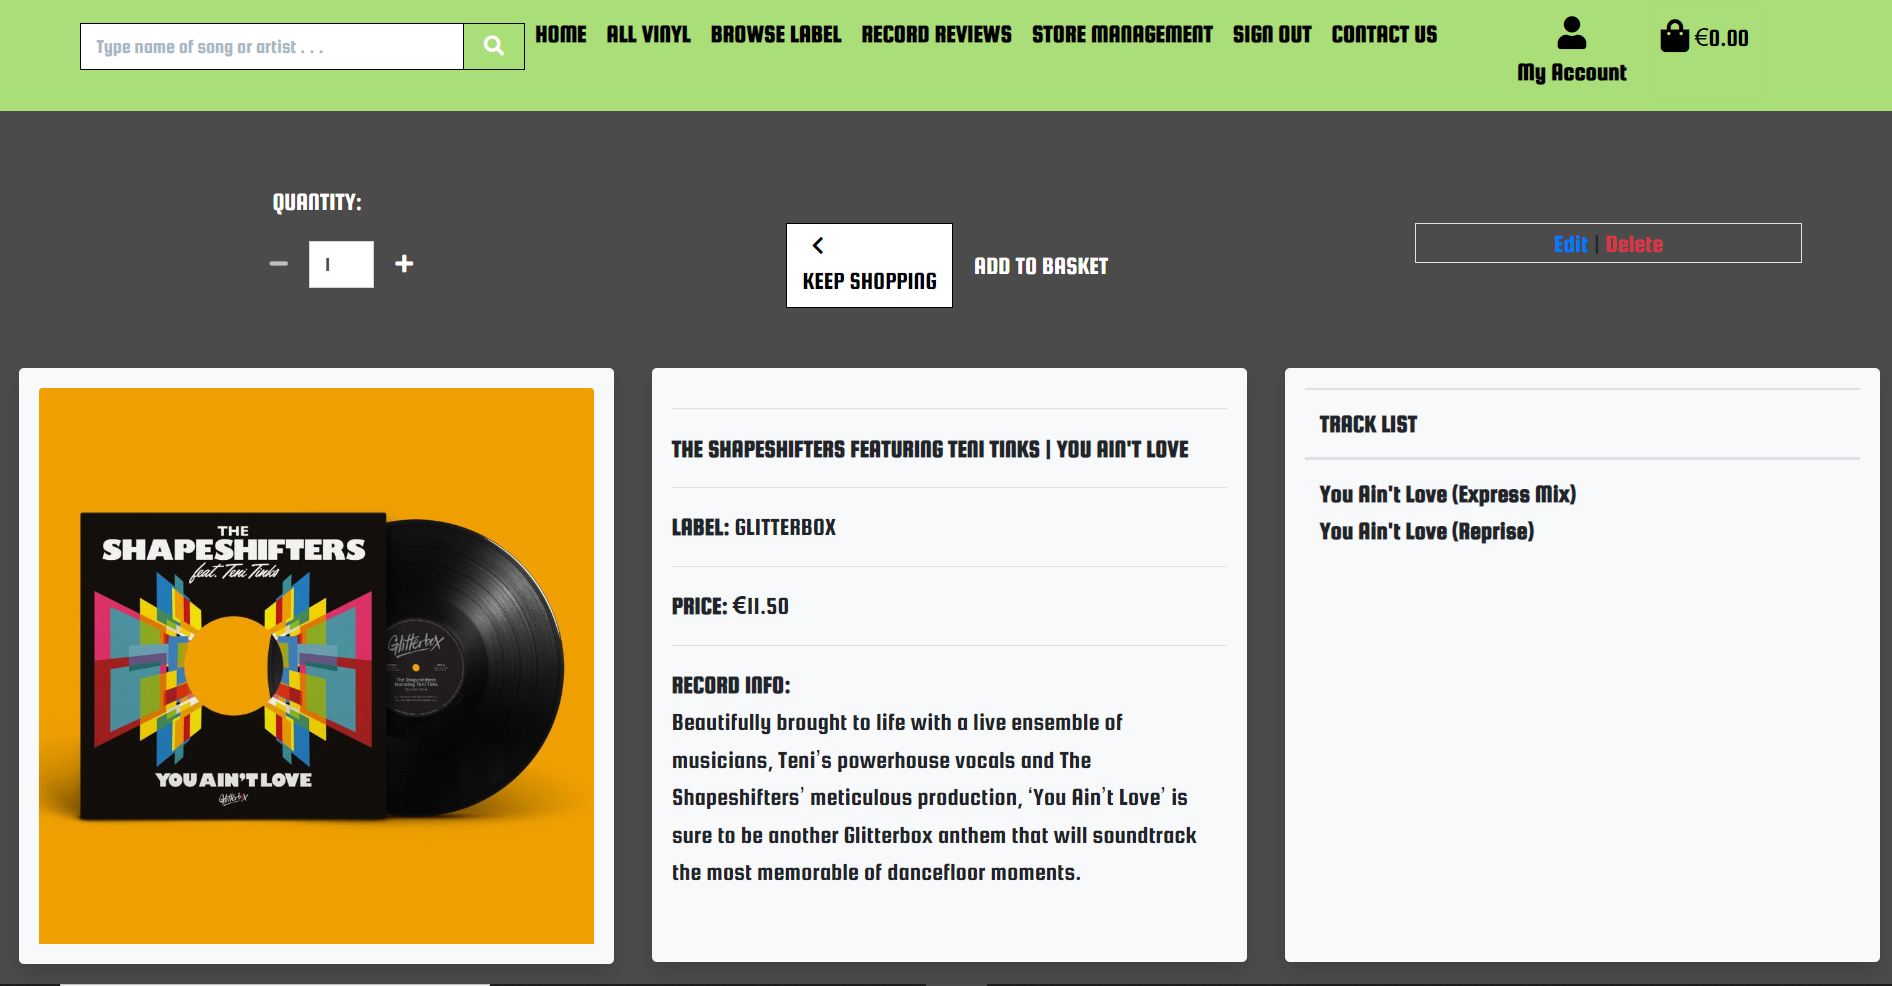 Type name of song or artist . . .
HOME
ALL VINYL
BROWSE LABEL
RECORD REVIEWS
STORE MANAGEMENT
SIGN OUT
CONTACT US
My Account
€0.00
QUANTITY:
1
KEEP SHOPPING
ADD TO BASKET
Edit | Delete
THE
SHAPESHIFTERS
feat. Teni Tinks
YOU AIN'T LOVE
Glitterbox
Glitterbox
The Shapeshifters
featuring Teni Tinks
THE SHAPESHIFTERS FEATURING TENI TINKS | YOU AIN'T LOVE
LABEL: GLITTERBOX
PRICE: €11.50
RECORD INFO:
Beautifully brought to life with a live ensemble of
musicians, Teni’s powerhouse vocals and The
Shapeshifters’ meticulous production, ‘You Ain’t Love’ is
sure to be another Glitterbox anthem that will soundtrack
the most memorable of dancefloor moments.
TRACK LIST
You Ain't Love (Express Mix)
You Ain't Love (Reprise)